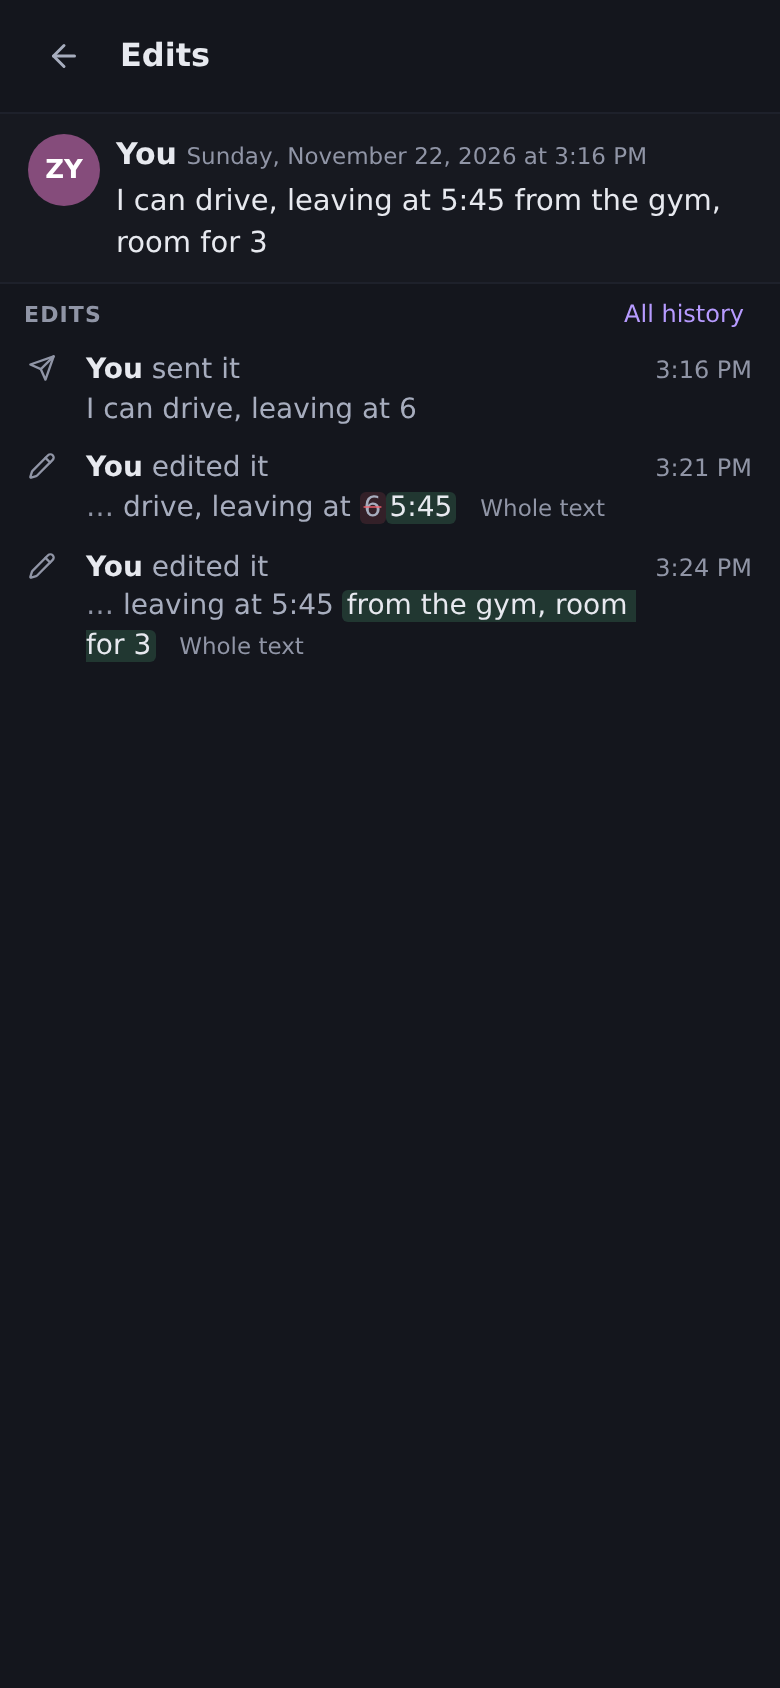 Edits
ZY
You Sunday, November 22, 2026 at 3:16 PM
I can drive, leaving at 5:45 from the gym,
room for 3
EDITS All history
You sent it 3:16 PM
I can drive, leaving at 6
You edited it 3:21 PM
… drive, leaving at 6 5:45 Whole text
You edited it 3:24 PM
… leaving at 5:45 from the gym, room
for 3 Whole text